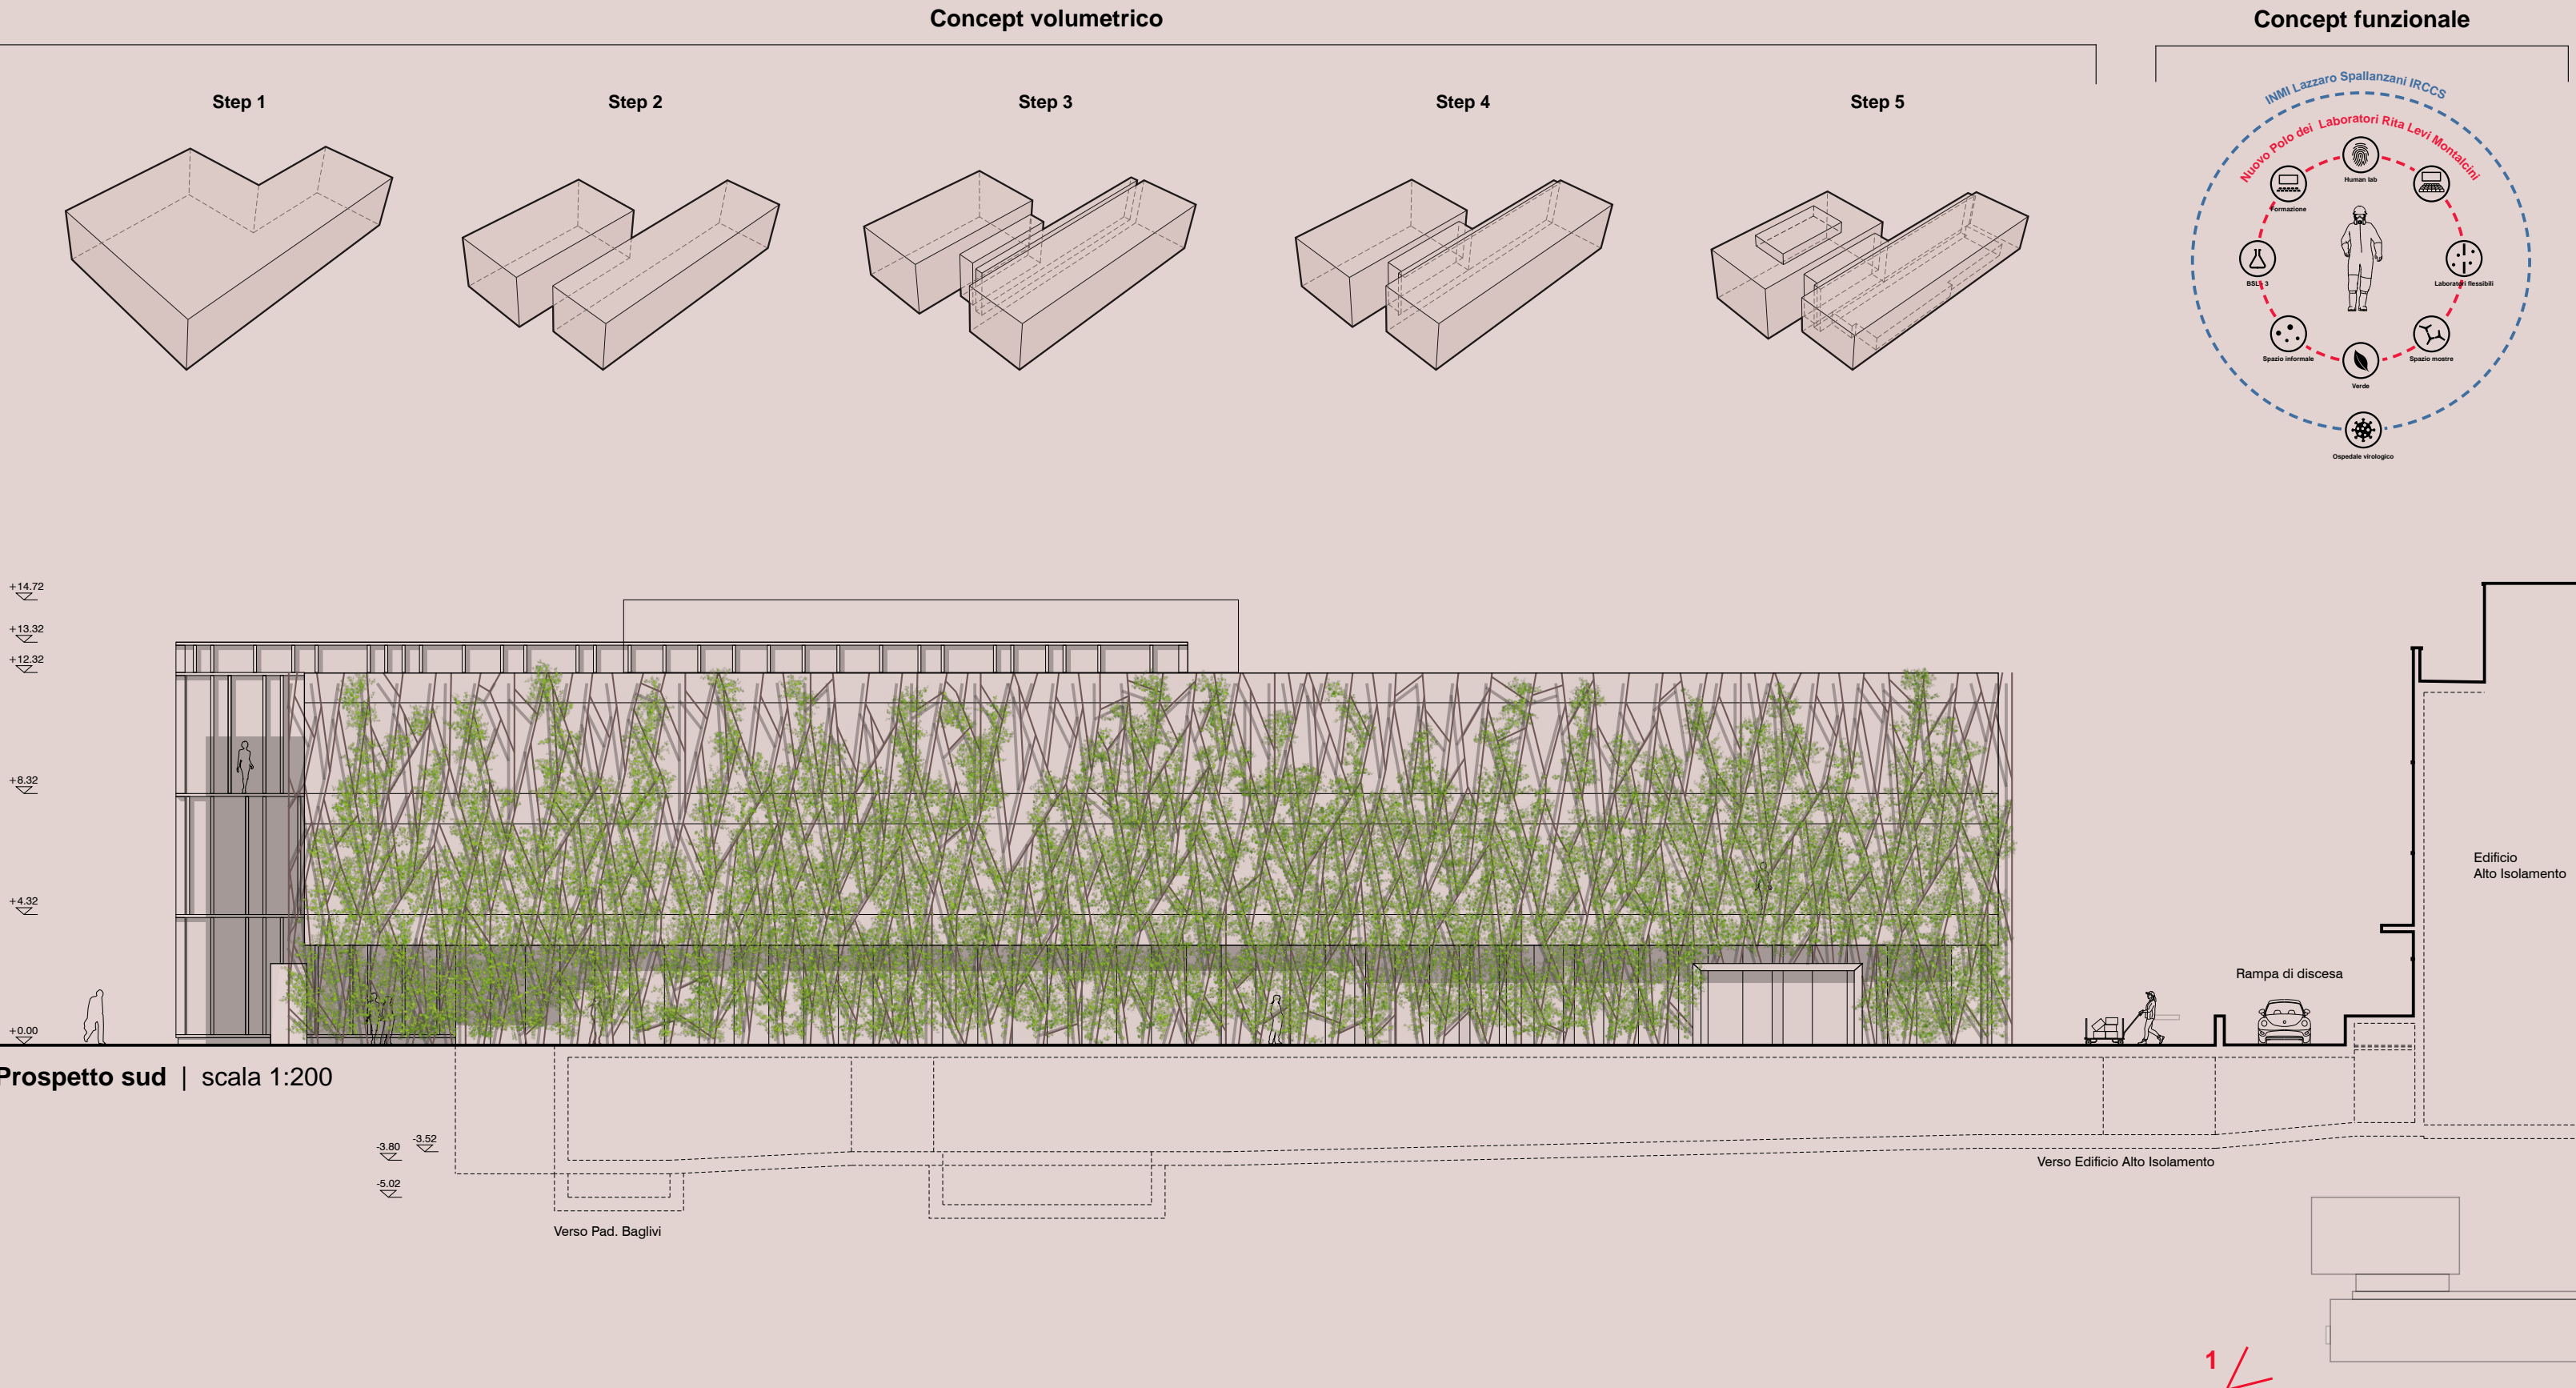 Concept volumetrico
Concept funzionale
Step 1
Step 2
Step 3
Step 4
Step 5
INMI Lazzaro Spallanzani IRCCS
Nuovo Polo dei Laboratori Rita Levi Montalcini
Human lab
Formazione
BSL 3
Laboratori flessibili
Spazio informale
Spazio mostre
Verde
Ospedale virologico
+14.72
+13.32
+12.32
+8.32
+4.32
+0.00
Edificio
Alto Isolamento
Rampa di discesa
Prospetto sud | scala 1:200
-3.80
-3.52
-5.02
Verso Edificio Alto Isolamento
Verso Pad. Baglivi
1